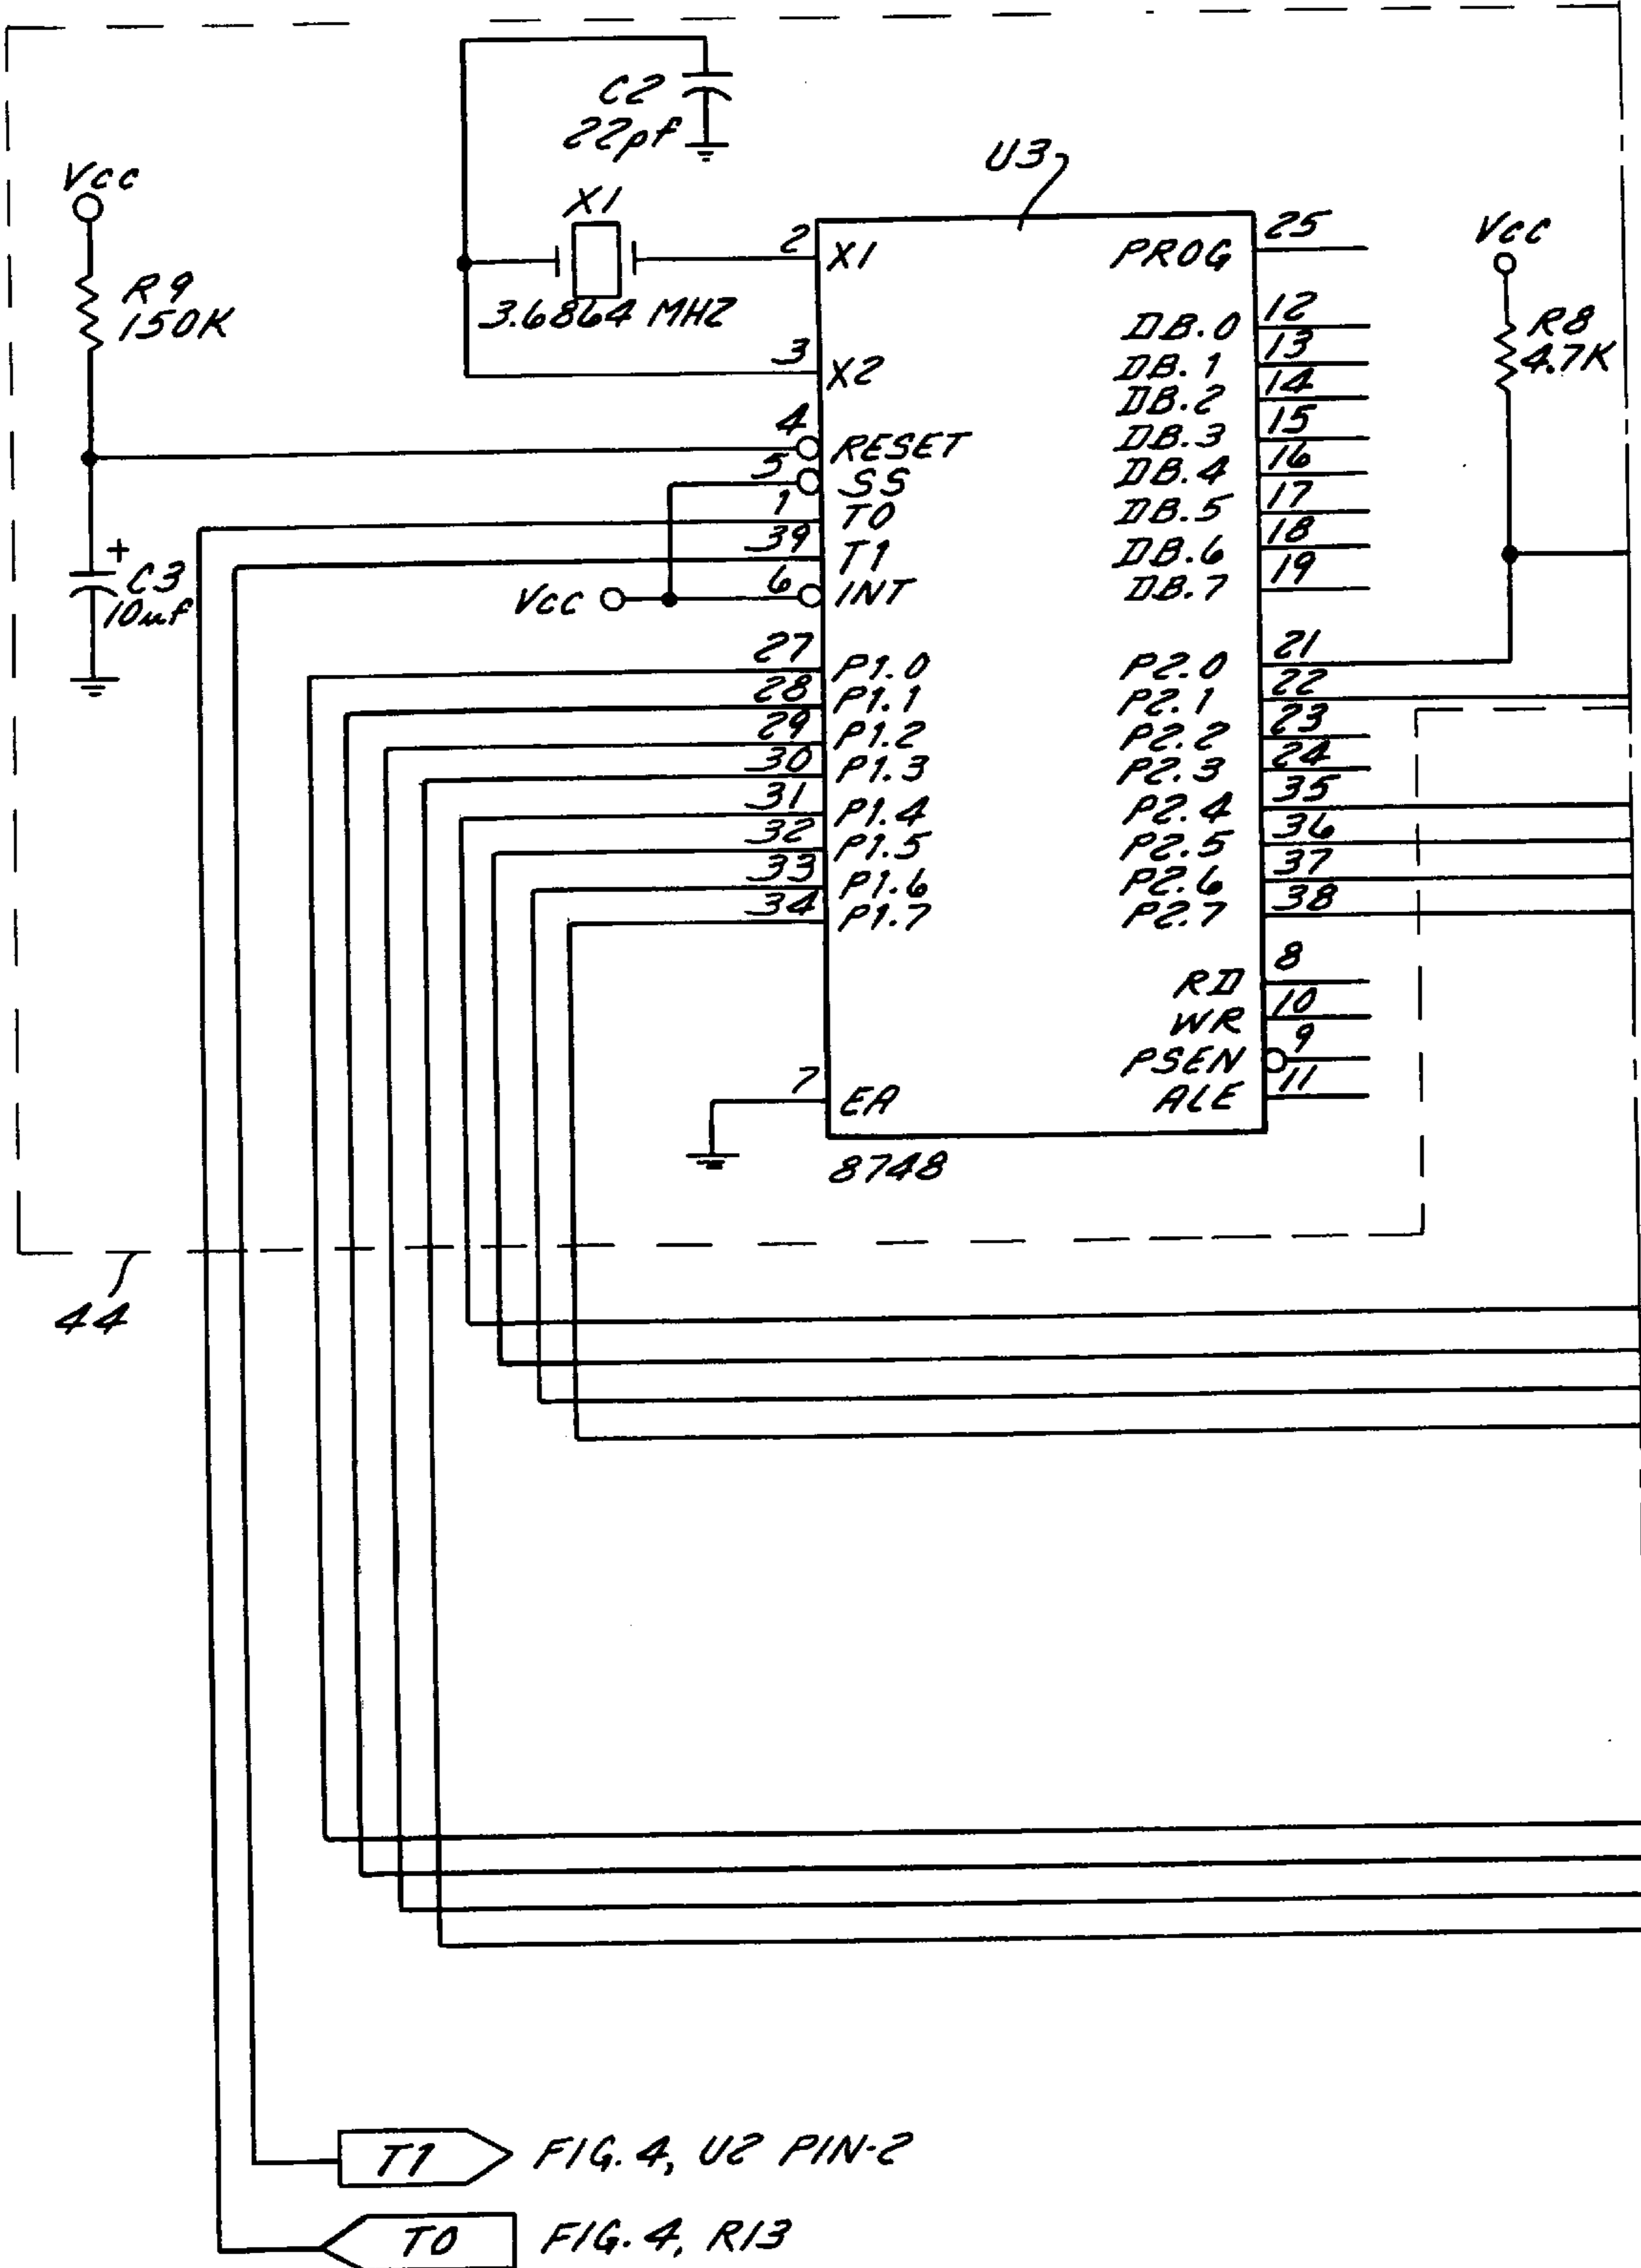 C2
22pf
U3
Vcc
X1
2
X1
PROG
25
Vcc
R9
150K
3.6864 MHZ
DB.0
12
R8
4.7K
3
X2
DB.1
13
DB.2
14
4
RESET
DB.3
15
5
SS
DB.4
16
1
T0
DB.5
17
39
T1
DB.6
18
+
C3
10uf
Vcc
6
INT
DB.7
19
27
P1.0
P2.0
21
28
P1.1
P2.1
22
29
P1.2
P2.2
23
30
P1.3
P2.3
24
31
P1.4
P2.4
35
32
P1.5
P2.5
36
33
P1.6
P2.6
37
34
P1.7
P2.7
38
RD
8
WR
10
PSEN
9
7
EA
ALE
11
8748
44
T1
FIG. 4, U2 PIN-2
T0
FIG. 4, R13